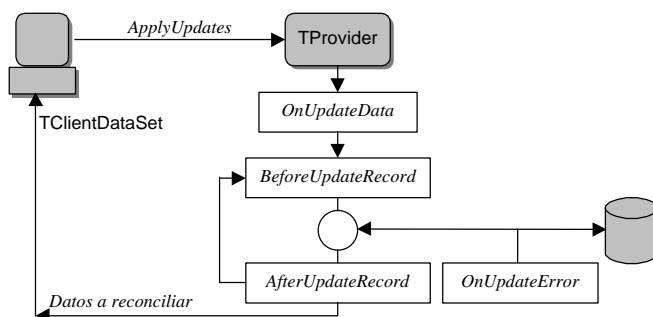 ApplyUpdates
TProvider
TClientDataSet
OnUpdateData
BeforeUpdateRecord
AfterUpdateRecord
OnUpdateError
Datos a reconciliar